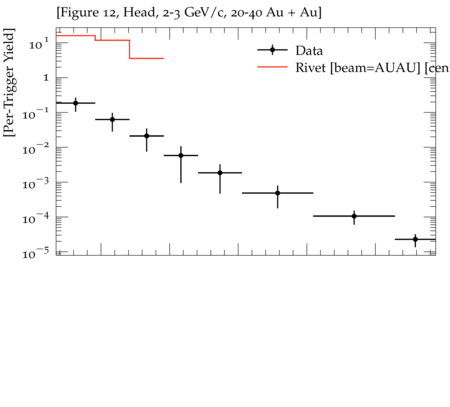 [Figure 12, Head, 2-3 GeV/c, 20-40 Au + Au]
[Per-Trigger Yield]
10¹
1
10⁻¹
10⁻²
10⁻³
10⁻⁴
10⁻⁵
Data
Rivet [beam=AUAU] [cen